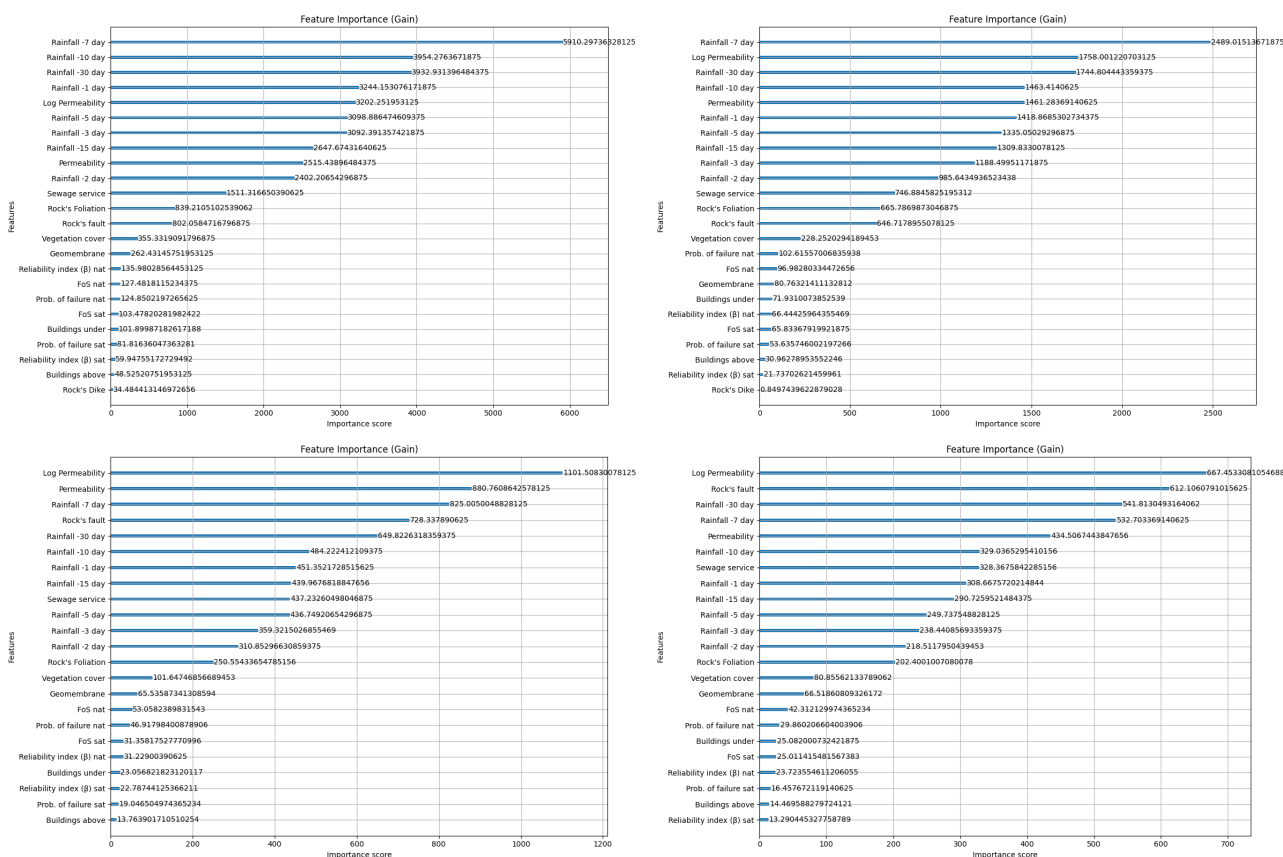 Feature Importance (Gain)
Features
Rainfall -7 day 5910.29736328125
Rainfall -10 day 3954.2763671875
Rainfall -30 day 3932.931396484375
Rainfall -1 day 3244.153076171875
Log Permeability 3202.251953125
Rainfall -5 day 3098.886474609375
Rainfall -3 day 3092.391357421875
Rainfall -15 day 2647.67431640625
Permeability 2515.43896484375
Rainfall -2 day 2402.20654296875
Sewage service 1511.316650390625
Rock's Foliation 839.2105102539062
Rock's fault 802.0584716796875
Vegetation cover 355.3319091796875
Geomembrane 262.43145751953125
Reliability index (β) nat 135.98028564453125
FoS nat 127.4818115234375
Prob. of failure nat 124.8502197265625
FoS sat 103.47820281982422
Buildings under 101.89987182617188
Prob. of failure sat 81.81636047363281
Reliability index (β) sat 59.94755172729492
Buildings above 48.52520751953125
Rock's Dike 34.484413146972656
0 1000 2000 3000 4000 5000 6000
Importance score
Feature Importance (Gain)
Features
Rainfall -7 day 2489.01513671875
Log Permeability 1758.001220703125
Rainfall -30 day 1744.804443359375
Rainfall -10 day 1463.4140625
Permeability 1461.28369140625
Rainfall -1 day 1418.8685302734375
Rainfall -5 day 1335.05029296875
Rainfall -15 day 1309.8330078125
Rainfall -3 day 1188.49951171875
Rainfall -2 day 985.6434936523438
Sewage service 746.8845825195312
Rock's Foliation 665.7869873046875
Rock's fault 646.7178955078125
Vegetation cover 228.2520294189453
Prob. of failure nat 102.61557006835938
FoS nat 96.98280334472656
Geomembrane 80.76321411132812
Buildings under 71.9310073852539
Reliability index (β) nat 66.44425964355469
FoS sat 65.83367919921875
Prob. of failure sat 53.635746002197266
Buildings above 30.96278953552246
Reliability index (β) sat 21.73702621459961
Rock's Dike 0.8497439622879028
0 500 1000 1500 2000 2500
Importance score
Feature Importance (Gain)
Features
Log Permeability 1101.50830078125
Permeability 880.7608642578125
Rainfall -7 day 825.0050048828125
Rock's fault 728.337890625
Rainfall -30 day 649.8226318359375
Rainfall -10 day 484.222412109375
Rainfall -1 day 451.3521728515625
Rainfall -15 day 439.9676818847656
Sewage service 437.23260498046875
Rainfall -5 day 436.74920654296875
Rainfall -3 day 359.3215026855469
Rainfall -2 day 310.85296630859375
Rock's Foliation 250.55433654785156
Vegetation cover 101.64746856689453
Geomembrane 65.53587341308594
FoS nat 53.0582389831543
Prob. of failure nat 46.91798400878906
FoS sat 31.35817527770996
Reliability index (β) nat 31.22900390625
Buildings under 23.056821823120117
Reliability index (β) sat 22.78744125366211
Prob. of failure sat 19.046504974365234
Buildings above 13.763901710510254
0 200 400 600 800 1000 1200
Importance score
Feature Importance (Gain)
Features
Log Permeability 667.4533081054688
Rock's fault 612.1060791015625
Rainfall -30 day 541.8130493164062
Rainfall -7 day 532.703369140625
Permeability 434.5067443847656
Rainfall -10 day 329.0365295410156
Sewage service 328.3675842285156
Rainfall -1 day 308.6675720214844
Rainfall -15 day 290.7259521484375
Rainfall -5 day 249.737548828125
Rainfall -3 day 238.44085693359375
Rainfall -2 day 218.5117950439453
Rock's Foliation 202.4001007080078
Vegetation cover 80.85562133789062
Geomembrane 66.51860809326172
FoS nat 42.312129974365234
Prob. of failure nat 29.860206604003906
Buildings under 25.082000732421875
FoS sat 25.011415481567383
Reliability index (β) nat 23.723554611206055
Prob. of failure sat 16.457672119140625
Buildings above 14.469588279724121
Reliability index (β) sat 13.290445327758789
0 100 200 300 400 500 600 700
Importance score